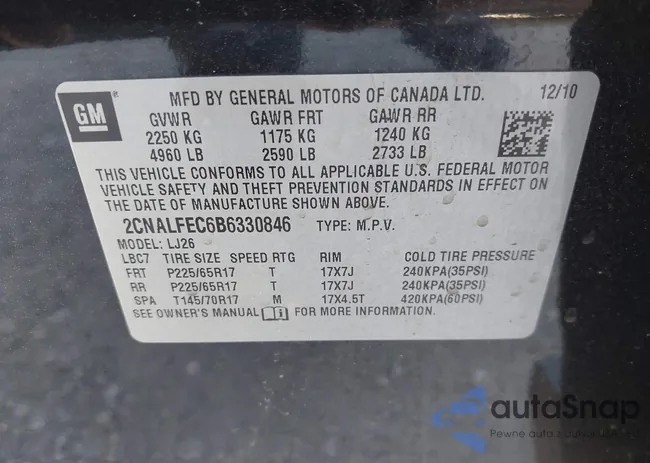 GM
MFD BY GENERAL MOTORS OF CANADA LTD. 12/10
GVWR GAWR FRT GAWR RR
2250 KG 1175 KG 1240 KG
4960 LB 2590 LB 2733 LB
THIS VEHICLE CONFORMS TO ALL APPLICABLE U.S. FEDERAL MOTOR
VEHICLE SAFETY AND THEFT PREVENTION STANDARDS IN EFFECT ON
THE DATE OF MANUFACTURE SHOWN ABOVE.
2CNALFEC6B6330846 TYPE: M.P.V.
MODEL: LJ26
LBC7 TIRE SIZE SPEED RTG RIM COLD TIRE PRESSURE
FRT P225/65R17 T 17X7J 240KPA(35PSI)
RR P225/65R17 T 17X7J 240KPA(35PSI)
SPA T145/70R17 M 17X4.5T 420KPA(60PSI)
SEE OWNER'S MANUAL FOR MORE INFORMATION.
autaSnap
Pewne auto z